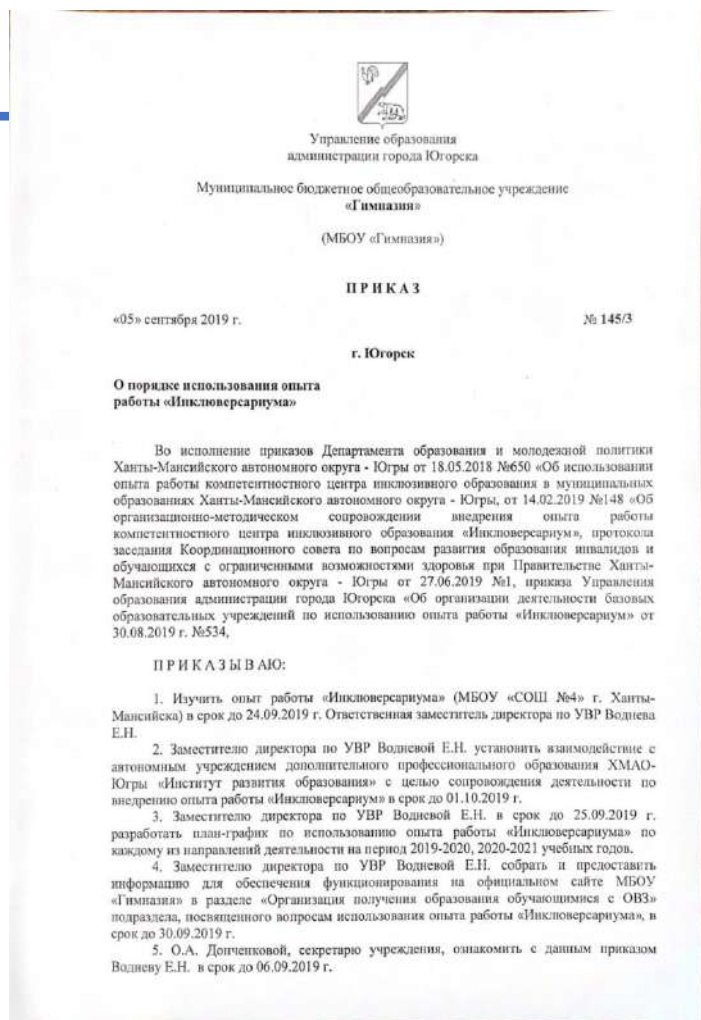 Управление образования
администрации города Югорска
Муниципальное бюджетное общеобразовательное учреждение
«Гимназия»
(МБОУ «Гимназия»)
ПРИКАЗ
«05» сентября 2019 г. № 145/3
г. Югорск
О порядке использования опыта
работы «Инклюверсариума»
Во исполнение приказов Департамента образования и молодежной политики
Ханты-Мансийского автономного округа - Югры от 18.05.2018 №650 «Об использовании
опыта работы компетентностного центра инклюзивного образования в муниципальных
образованиях Ханты-Мансийского автономного округа - Югры, от 14.02.2019 №148 «Об
организационно-методическом сопровождении внедрения опыта работы
компетентностного центра инклюзивного образования «Инклюверсариум», протокола
заседания Координационного совета по вопросам развития образования инвалидов и
обучающихся с ограниченными возможностями здоровья при Правительстве Ханты-
Мансийского автономного округа - Югры от 27.06.2019 №1, приказа Управления
образования администрации города Югорска «Об организации деятельности базовых
образовательных учреждений по использованию опыта работы «Инклюверсариум» от
30.08.2019 г. №534,
ПРИКАЗЫВАЮ:
1. Изучить опыт работы «Инклюверсариума» (МБОУ «СОШ №4» г. Ханты-
Мансийска) в срок до 24.09.2019 г. Ответственная заместитель директора по УВР Воднева
Е.Н.
2. Заместителю директора по УВР Водневой Е.Н. установить взаимодействие с
автономным учреждением дополнительного профессионального образования ХМАО-
Югры «Институт развития образования» с целью сопровождения деятельности по
внедрению опыта работы «Инклюверсариум» в срок до 01.10.2019 г.
3. Заместителю директора по УВР Водневой Е.Н. в срок до 25.09.2019 г.
разработать план-график по использованию опыта работы «Инклюверсариума» по
каждому из направлений деятельности на период 2019-2020, 2020-2021 учебных годов.
4. Заместителю директора по УВР Водневой Е.Н. собрать и предоставить
информацию для обеспечения функционирования на официальном сайте МБОУ
«Гимназия» в разделе «Организация получения образования обучающимися с ОВЗ»
подраздела, посвященного вопросам использования опыта работы «Инклюверсариума», в
срок до 30.09.2019 г.
5. О.А. Донченковой, секретарю учреждения, ознакомить с данным приказом
Водневу Е.Н. в срок до 06.09.2019 г.